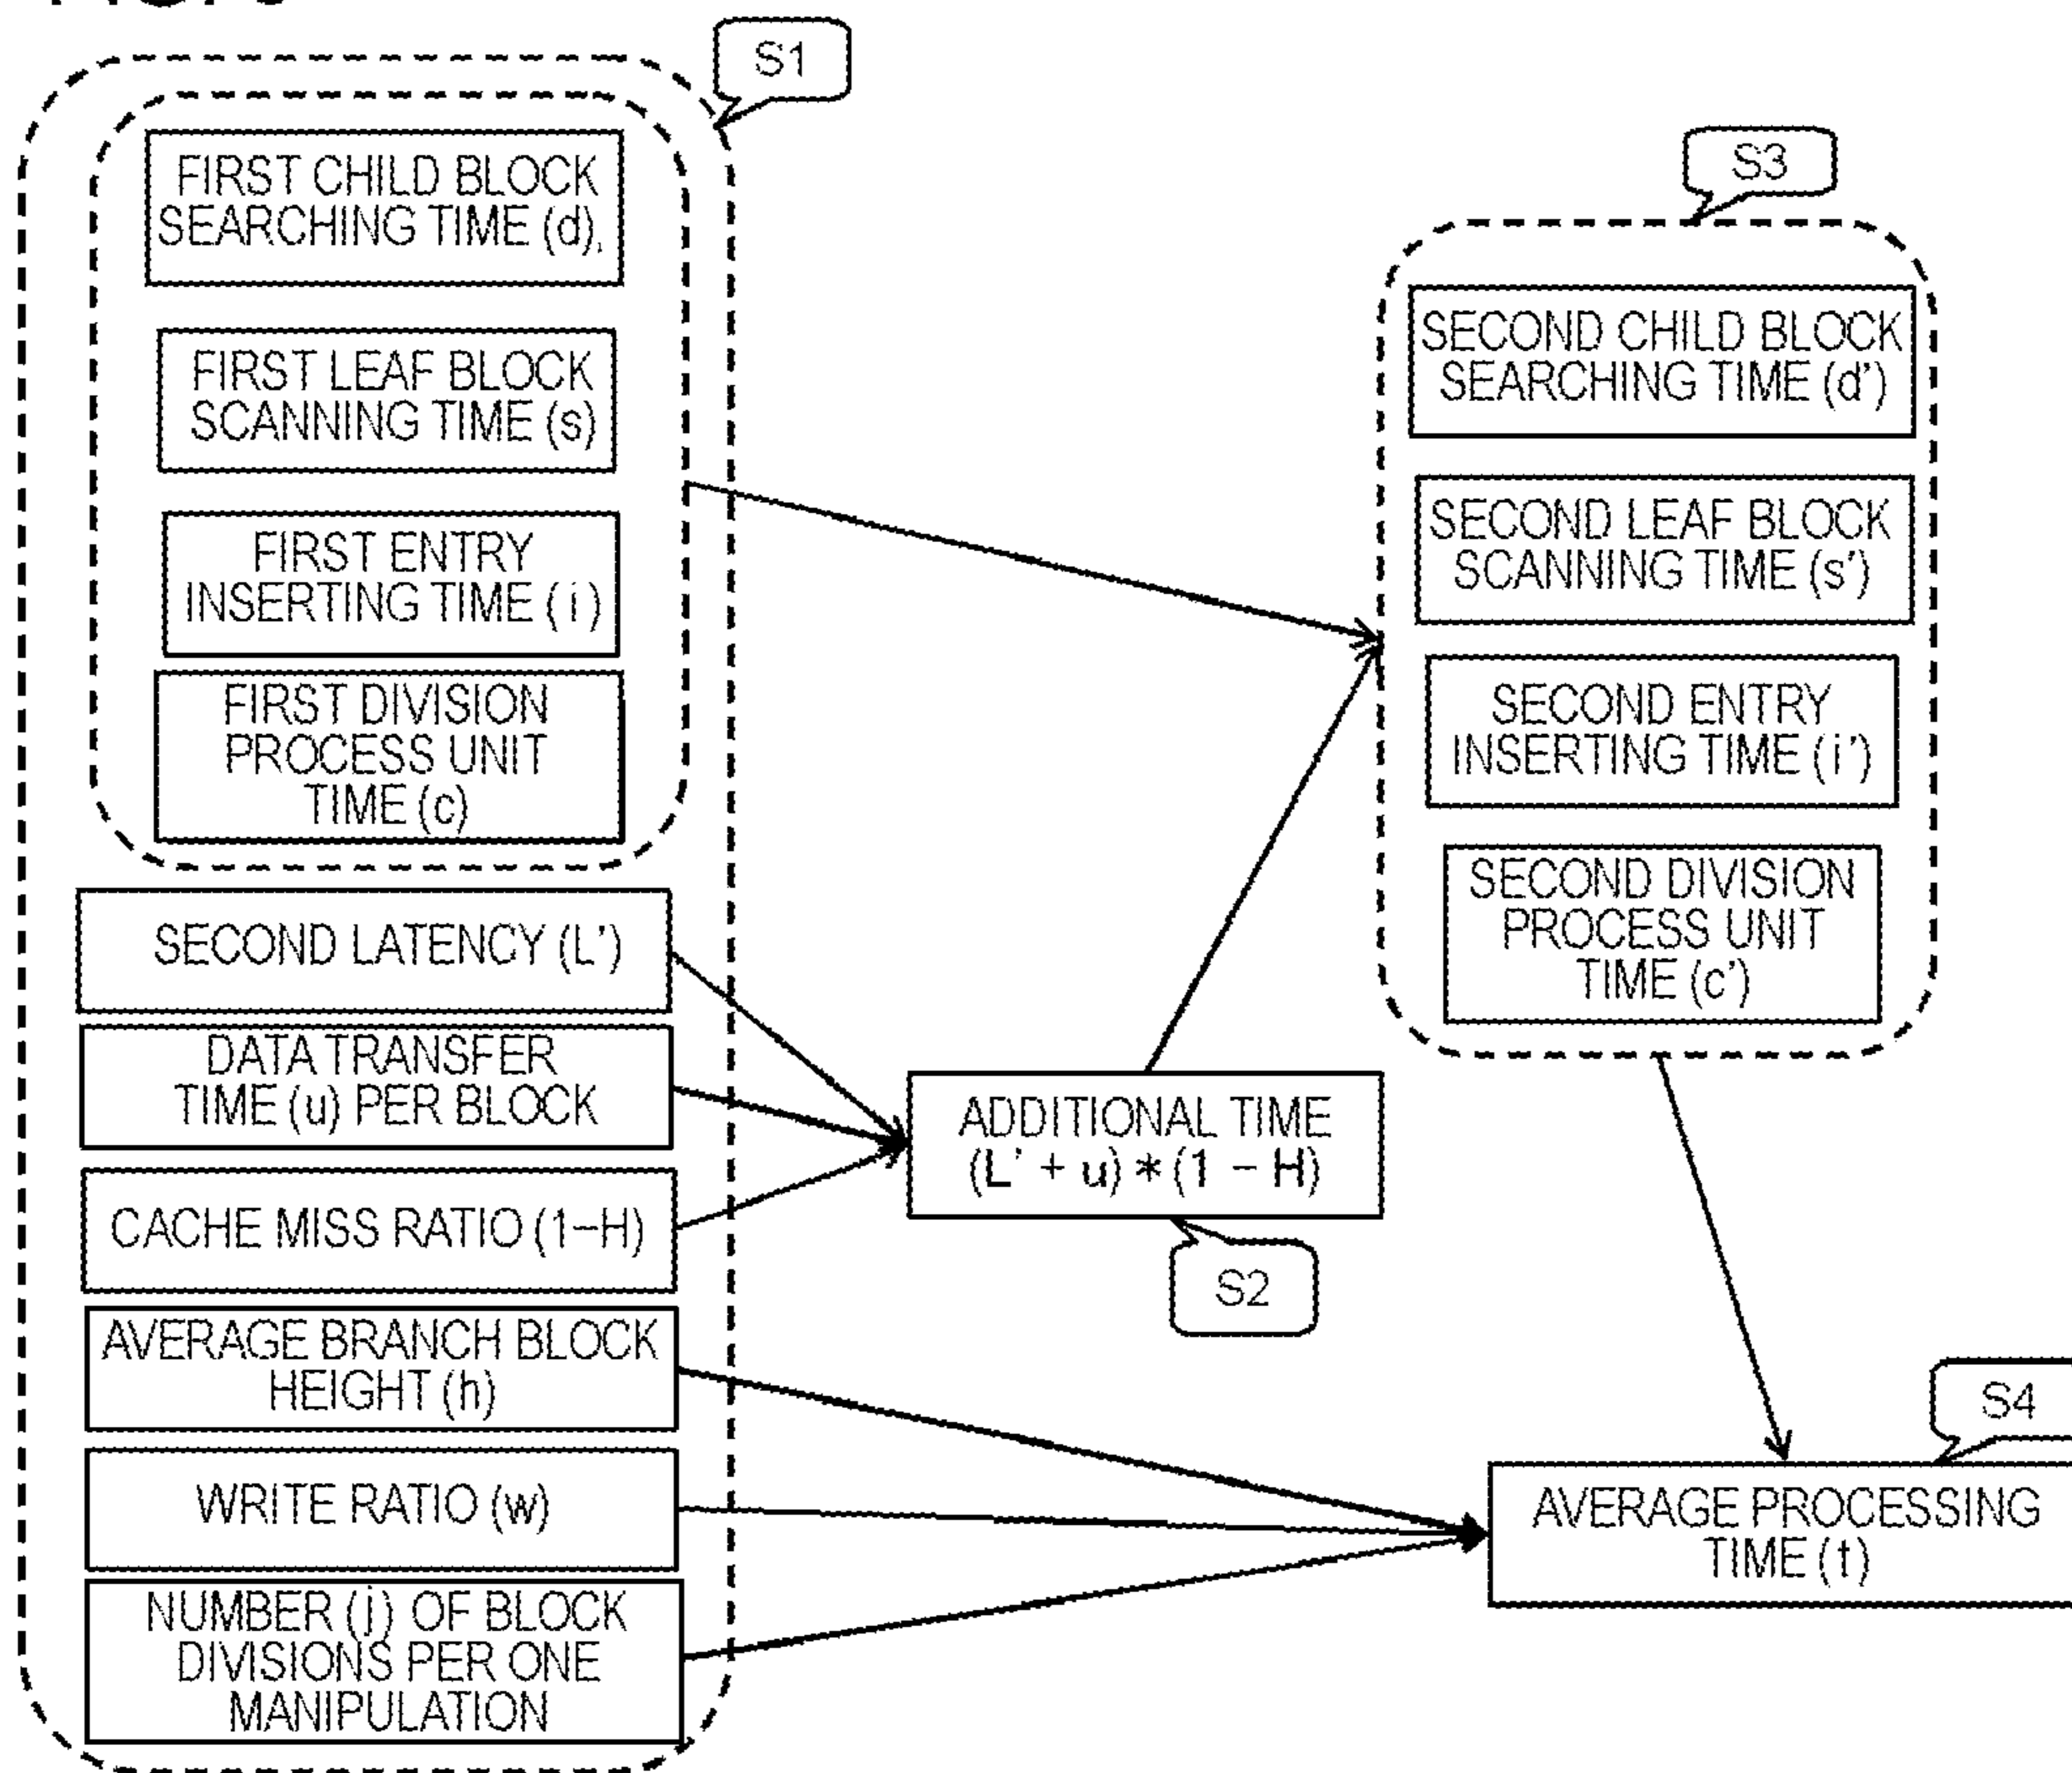 S1
FIRST CHILD BLOCK
SEARCHING TIME (d),
FIRST LEAF BLOCK
SCANNING TIME (s)
FIRST ENTRY
INSERTING TIME (i)
FIRST DIVISION
PROCESS UNIT
TIME (c)
SECOND LATENCY (L')
DATA TRANSFER
TIME (u) PER BLOCK
CACHE MISS RATIO (1−H)
AVERAGE BRANCH BLOCK
HEIGHT (h)
WRITE RATIO (w)
NUMBER (j) OF BLOCK
DIVISIONS PER ONE
MANIPULATION
ADDITIONAL TIME
(L' + u) * (1 − H)
S2
S3
SECOND CHILD BLOCK
SEARCHING TIME (d')
SECOND LEAF BLOCK
SCANNING TIME (s')
SECOND ENTRY
INSERTING TIME (i')
SECOND DIVISION
PROCESS UNIT
TIME (c')
S4
AVERAGE PROCESSING
TIME (t)